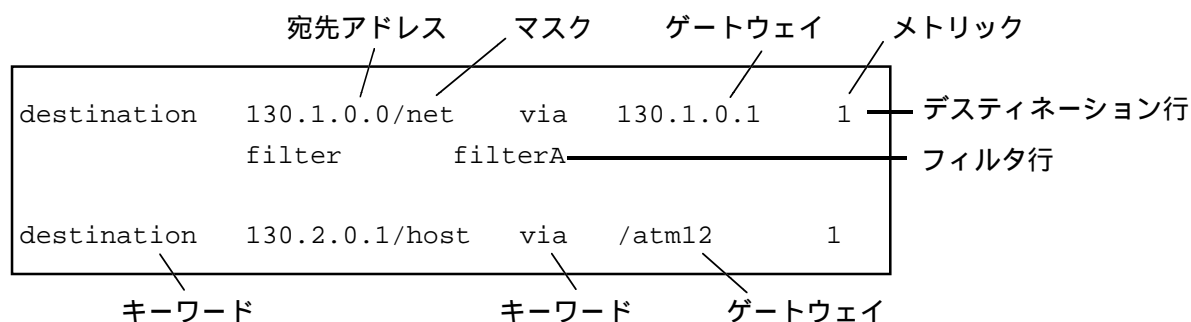 宛先アドレス マスク ゲートウェイ メトリック
destination 130.1.0.0/net via 130.1.0.1 1 デスティネーション行
filter filterA フィルタ行
destination 130.2.0.1/host via /atm12 1
キーワード キーワード ゲートウェイ